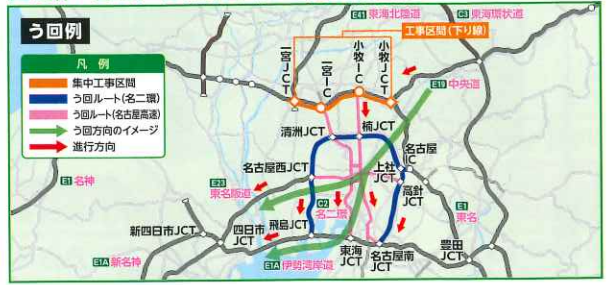 う回例
凡例
集中工事区間
う回ルート(名二環)
う回ルート(名古屋高速)
う回方向のイメージ
進行方向
E41 東海北陸道
C3 東海環状道
工事区間(下り線)
一宮JCT
一宮IC
小牧IC
小牧JCT
E19 中央道
清洲JCT
楠JCT
名古屋IC
名古屋西JCT
上社JCT
高針JCT
E1 名神
E23 東名阪道
C2 名二環
E1 東名
新四日市JCT
四日市JCT
飛島JCT
東海JCT
名古屋南JCT
豊田JCT
E1A 新名神
E1A 伊勢湾岸道